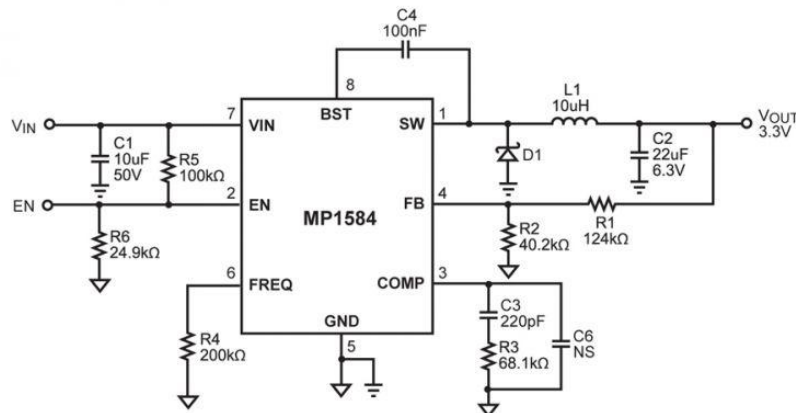 C4
100nF
8
BST
L1
10uH
VIN
7
VIN
SW
1
VOUT
3.3V
C1
10uF
50V
R5
100kΩ
D1
C2
22uF
6.3V
EN
2
EN
MP1584
FB
4
R2
40.2kΩ
R1
124kΩ
R6
24.9kΩ
6
FREQ
COMP
3
GND
C3
220pF
R4
200kΩ
5
R3
68.1kΩ
C6
NS